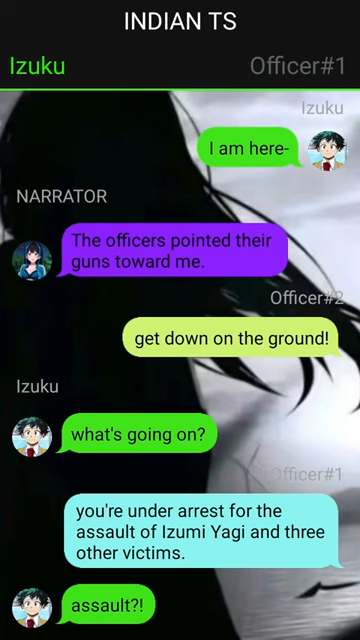 INDIAN TS
Izuku
Officer#1
Izuku
I am here-
NARRATOR
The officers pointed their
guns toward me.
Officer#2
get down on the ground!
Izuku
what's going on?
Officer#1
you're under arrest for the
assault of Izumi Yagi and three
other victims.
assault?!